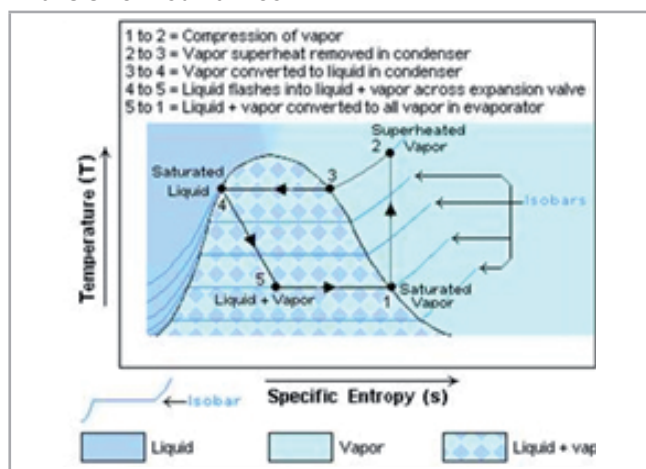 1 to 2 = Compression of vapor
2 to 3 = Vapor superheat removed in condenser
3 to 4 = Vapor converted to liquid in condenser
4 to 5 = Liquid flashes into liquid + vapor across expansion valve
5 to 1 = Liquid + vapor converted to all vapor in evaporator
Superheated
2 Vapor
Saturated
Liquid
3
4
Isobars
5
Liquid + Vapor
Saturated
Vapor
1
Temperature (T)
Isobar
Specific Entropy (s)
Liquid
Vapor
Liquid + vap